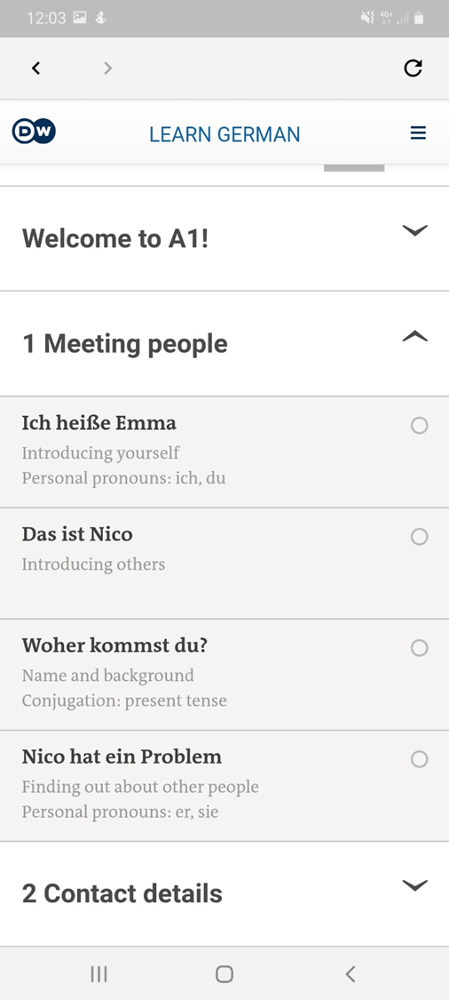 12:03
4G+
DW
LEARN GERMAN
Welcome to A1!
1 Meeting people
Ich heiße Emma
Introducing yourself
Personal pronouns: ich, du
Das ist Nico
Introducing others
Woher kommst du?
Name and background
Conjugation: present tense
Nico hat ein Problem
Finding out about other people
Personal pronouns: er, sie
2 Contact details